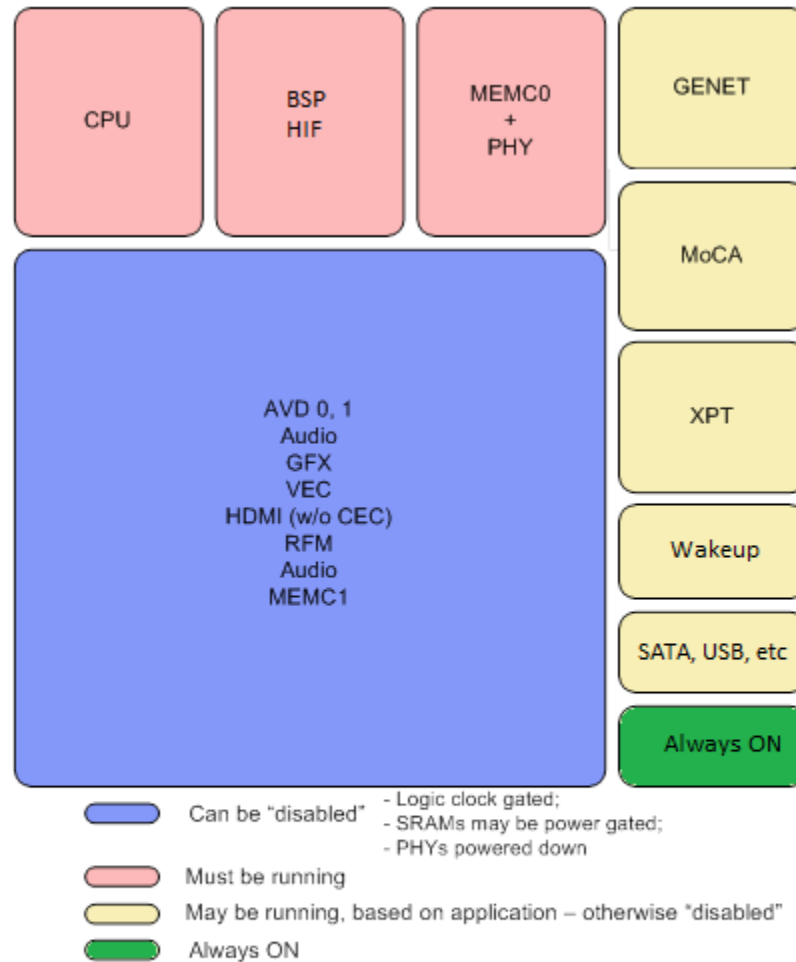 CPU
BSP
HIF
MEMC0
+
PHY
GENET
MoCA
XPT
Wakeup
SATA, USB, etc
Always ON
AVD 0, 1
Audio
GFX
VEC
HDMI (w/o CEC)
RFM
Audio
MEMC1
Can be “disabled”
- Logic clock gated;
- SRAMs may be power gated;
- PHYs powered down
Must be running
May be running, based on application – otherwise “disabled”
Always ON